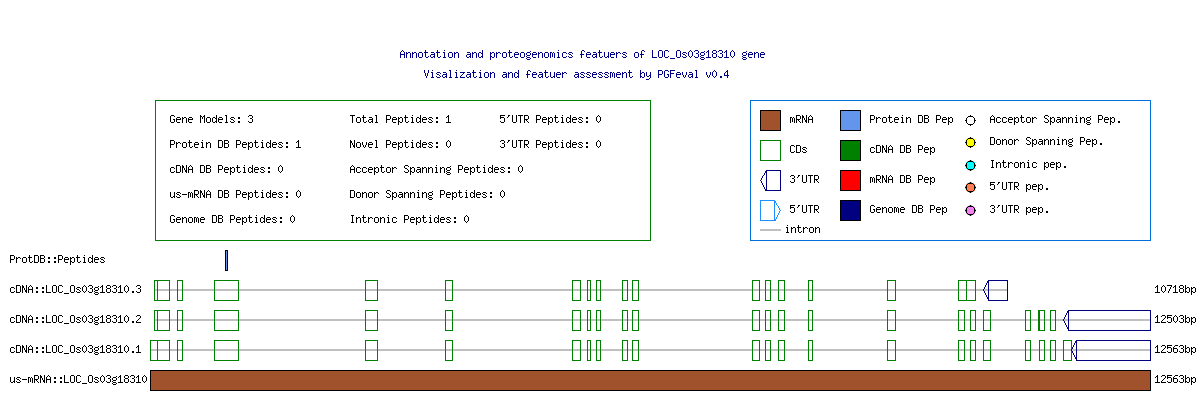 Annotation and proteogenomics featuers of LOC_Os03g18310 gene
Visalization and featuer assessment by PGFeval v0.4
Gene Models: 3 Total Peptides: 1 5'UTR Peptides: 0
Protein DB Peptides: 1 Novel Peptides: 0 3'UTR Peptides: 0
cDNA DB Peptides: 0 Acceptor Spanning Peptides: 0
us-mRNA DB Peptides: 0 Donor Spanning Peptides: 0
Genome DB Peptides: 0 Intronic Peptides: 0
mRNA Protein DB Pep Acceptor Spanning Pep.
CDs cDNA DB Pep Donor Spanning Pep.
3'UTR mRNA DB Pep Intronic pep.
5'UTR Genome DB Pep 5'UTR pep.
intron 3'UTR pep.
ProtDB::Peptides
cDNA::LOC_Os03g18310.3 10718bp
cDNA::LOC_Os03g18310.2 12503bp
cDNA::LOC_Os03g18310.1 12563bp
us-mRNA::LOC_Os03g18310 12563bp